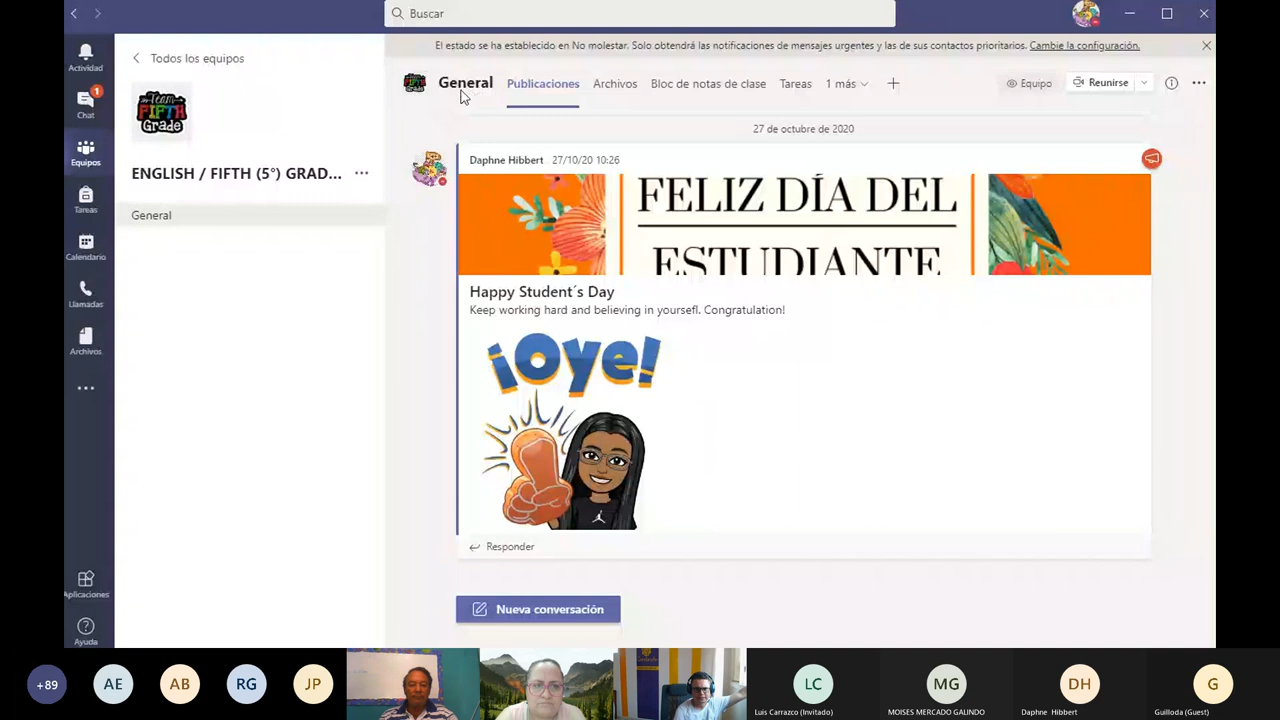 Buscar
El estado se ha establecido en No molestar. Solo obtendrá las notificaciones de mensajes urgentes y las de sus contactos prioritarios. Cambie la configuración.
Actividad
1
Chat
Equipos
Tareas
Calendario
Llamadas
Archivos
Aplicaciones
Ayuda
Todos los equipos
Team
FIFTH
Grade
ENGLISH / FIFTH (5°) GRAD...
General
General
Publicaciones
Archivos
Bloc de notas de clase
Tareas
1 más
Equipo
Reunirse
27 de octubre de 2020
Daphne Hibbert 27/10/20 10:26
FELIZ DÍA DEL
ESTUDIANTE
Happy Student´s Day
Keep working hard and believing in yoursefl. Congratulation!
¡Oye!
Responder
Nueva conversación
+89
AE
AB
RG
JP
LC
Luis Carrazco (Invitado)
MG
MOISES MERCADO GALINDO
DH
Daphne Hibbert
G
Guilloda (Guest)